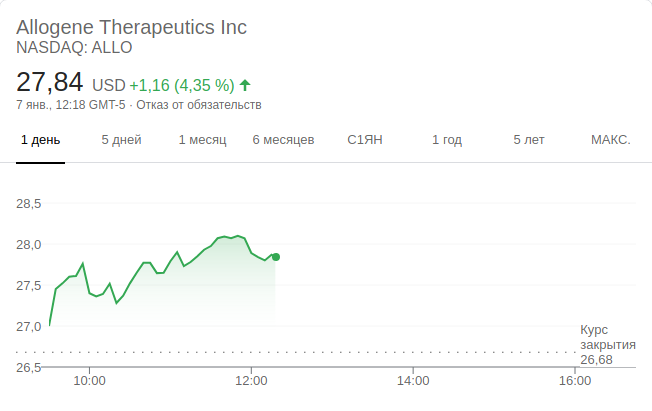 Allogene Therapeutics Inc
NASDAQ: ALLO
27,84 USD +1,16 (4,35 %)
7 янв., 12:18 GMT-5 · Отказ от обязательств
1 день 5 дней 1 месяц 6 месяцев С1ЯН 1 год 5 лет МАКС.
28,5
28,0
27,5
27,0
Курс
закрытия
26,68
26,5
10:00 12:00 14:00 16:00